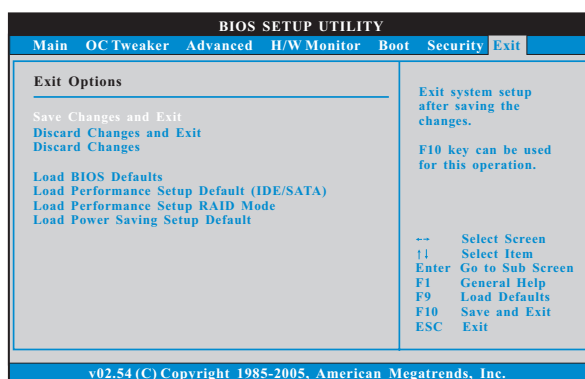 BIOS SETUP UTILITY
Main OC Tweaker Advanced H/W Monitor Boot Security Exit
Exit Options
Save Changes and Exit
Discard Changes and Exit
Discard Changes
Load BIOS Defaults
Load Performance Setup Default (IDE/SATA)
Load Performance Setup RAID Mode
Load Power Saving Setup Default
Exit system setup
after saving the
changes.
F10 key can be used
for this operation.
←→ Select Screen
↑↓ Select Item
Enter Go to Sub Screen
F1 General Help
F9 Load Defaults
F10 Save and Exit
ESC Exit
v02.54 (C) Copyright 1985-2005, American Megatrends, Inc.